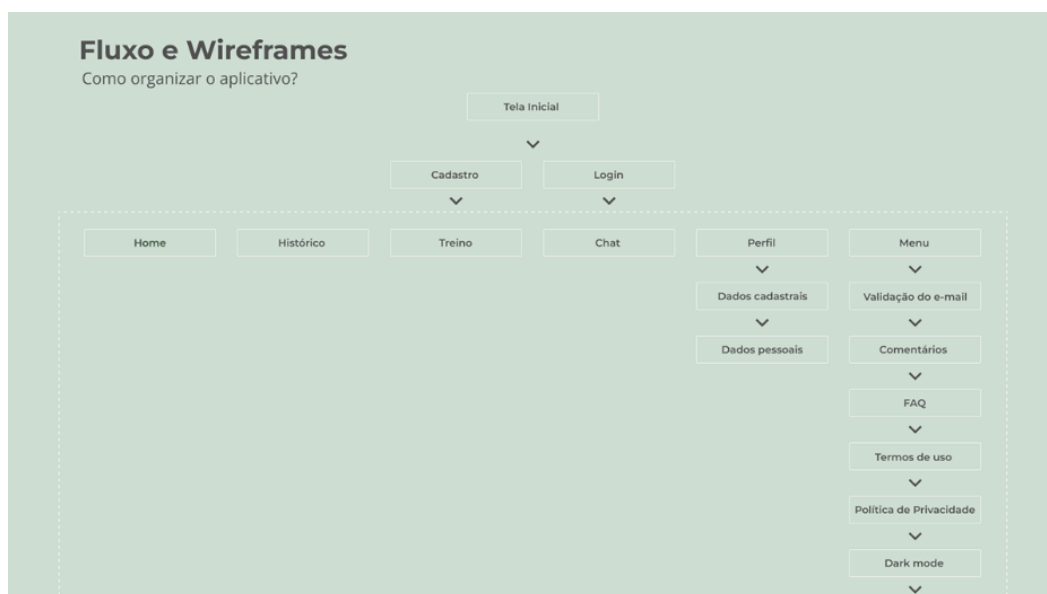 Fluxo e Wireframes
Como organizar o aplicativo?
Tela Inicial
Cadastro
Login
Home
Histórico
Treino
Chat
Perfil
Menu
Dados cadastrais
Validação do e-mail
Dados pessoais
Comentários
FAQ
Termos de uso
Política de Privacidade
Dark mode